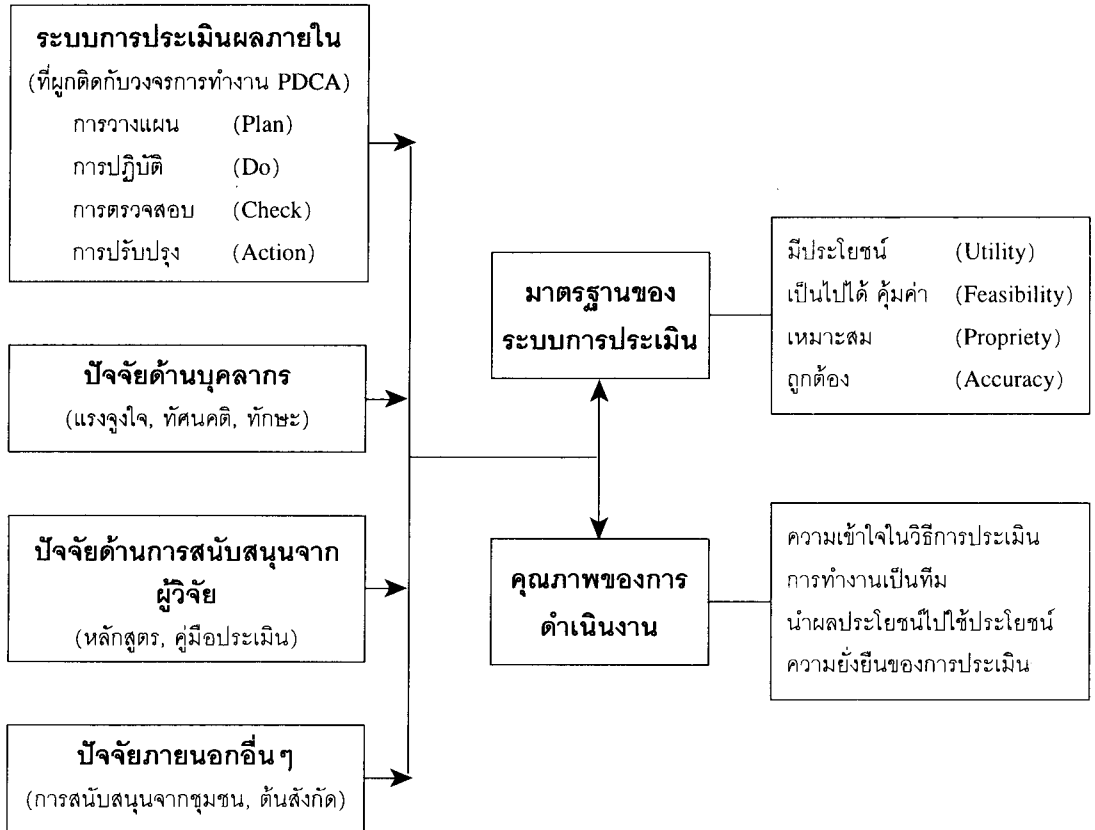 ระบบการประเมินผลภายใน
(ที่ผูกติดกับวงจรการทำงาน PDCA)
การวางแผน (Plan)
การปฏิบัติ (Do)
การตรวจสอบ (Check)
การปรับปรุง (Action)
ปัจจัยด้านบุคลากร
(แรงจูงใจ, ทัศนคติ, ทักษะ)
ปัจจัยด้านการสนับสนุนจาก
ผู้วิจัย
(หลักสูตร, คู่มือประเมิน)
ปัจจัยภายนอกอื่นๆ
(การสนับสนุนจากชุมชน, ต้นสังกัด)
มาตรฐานของ
ระบบการประเมิน
มีประโยชน์ (Utility)
เป็นไปได้ คุ้มค่า (Feasibility)
เหมาะสม (Propriety)
ถูกต้อง (Accuracy)
คุณภาพของการ
ดำเนินงาน
ความเข้าใจในวิธีการประเมิน
การทำงานเป็นทีม
นำผลประโยชน์ไปใช้ประโยชน์
ความยั่งยืนของการประเมิน